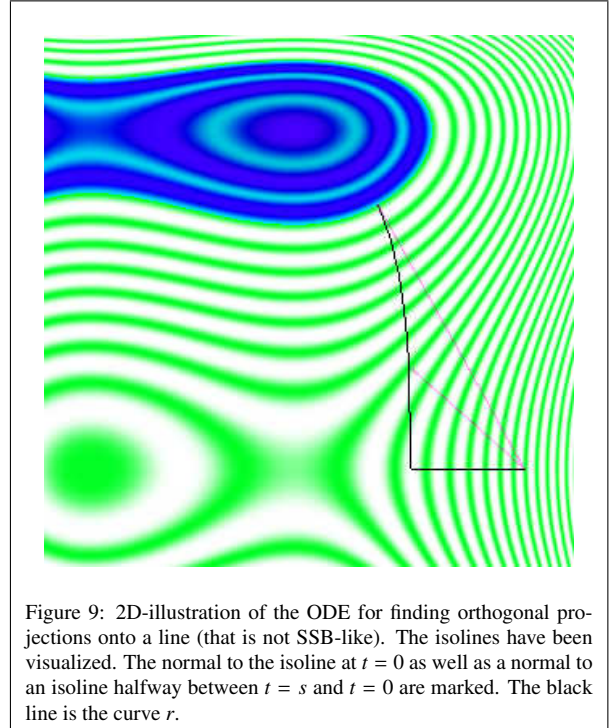 Figure 9: 2D-illustration of the ODE for finding orthogonal pro-
jections onto a line (that is not SSB-like). The isolines have been
visualized. The normal to the isoline at t = 0 as well as a normal to
an isoline halfway between t = s and t = 0 are marked. The black
line is the curve r.